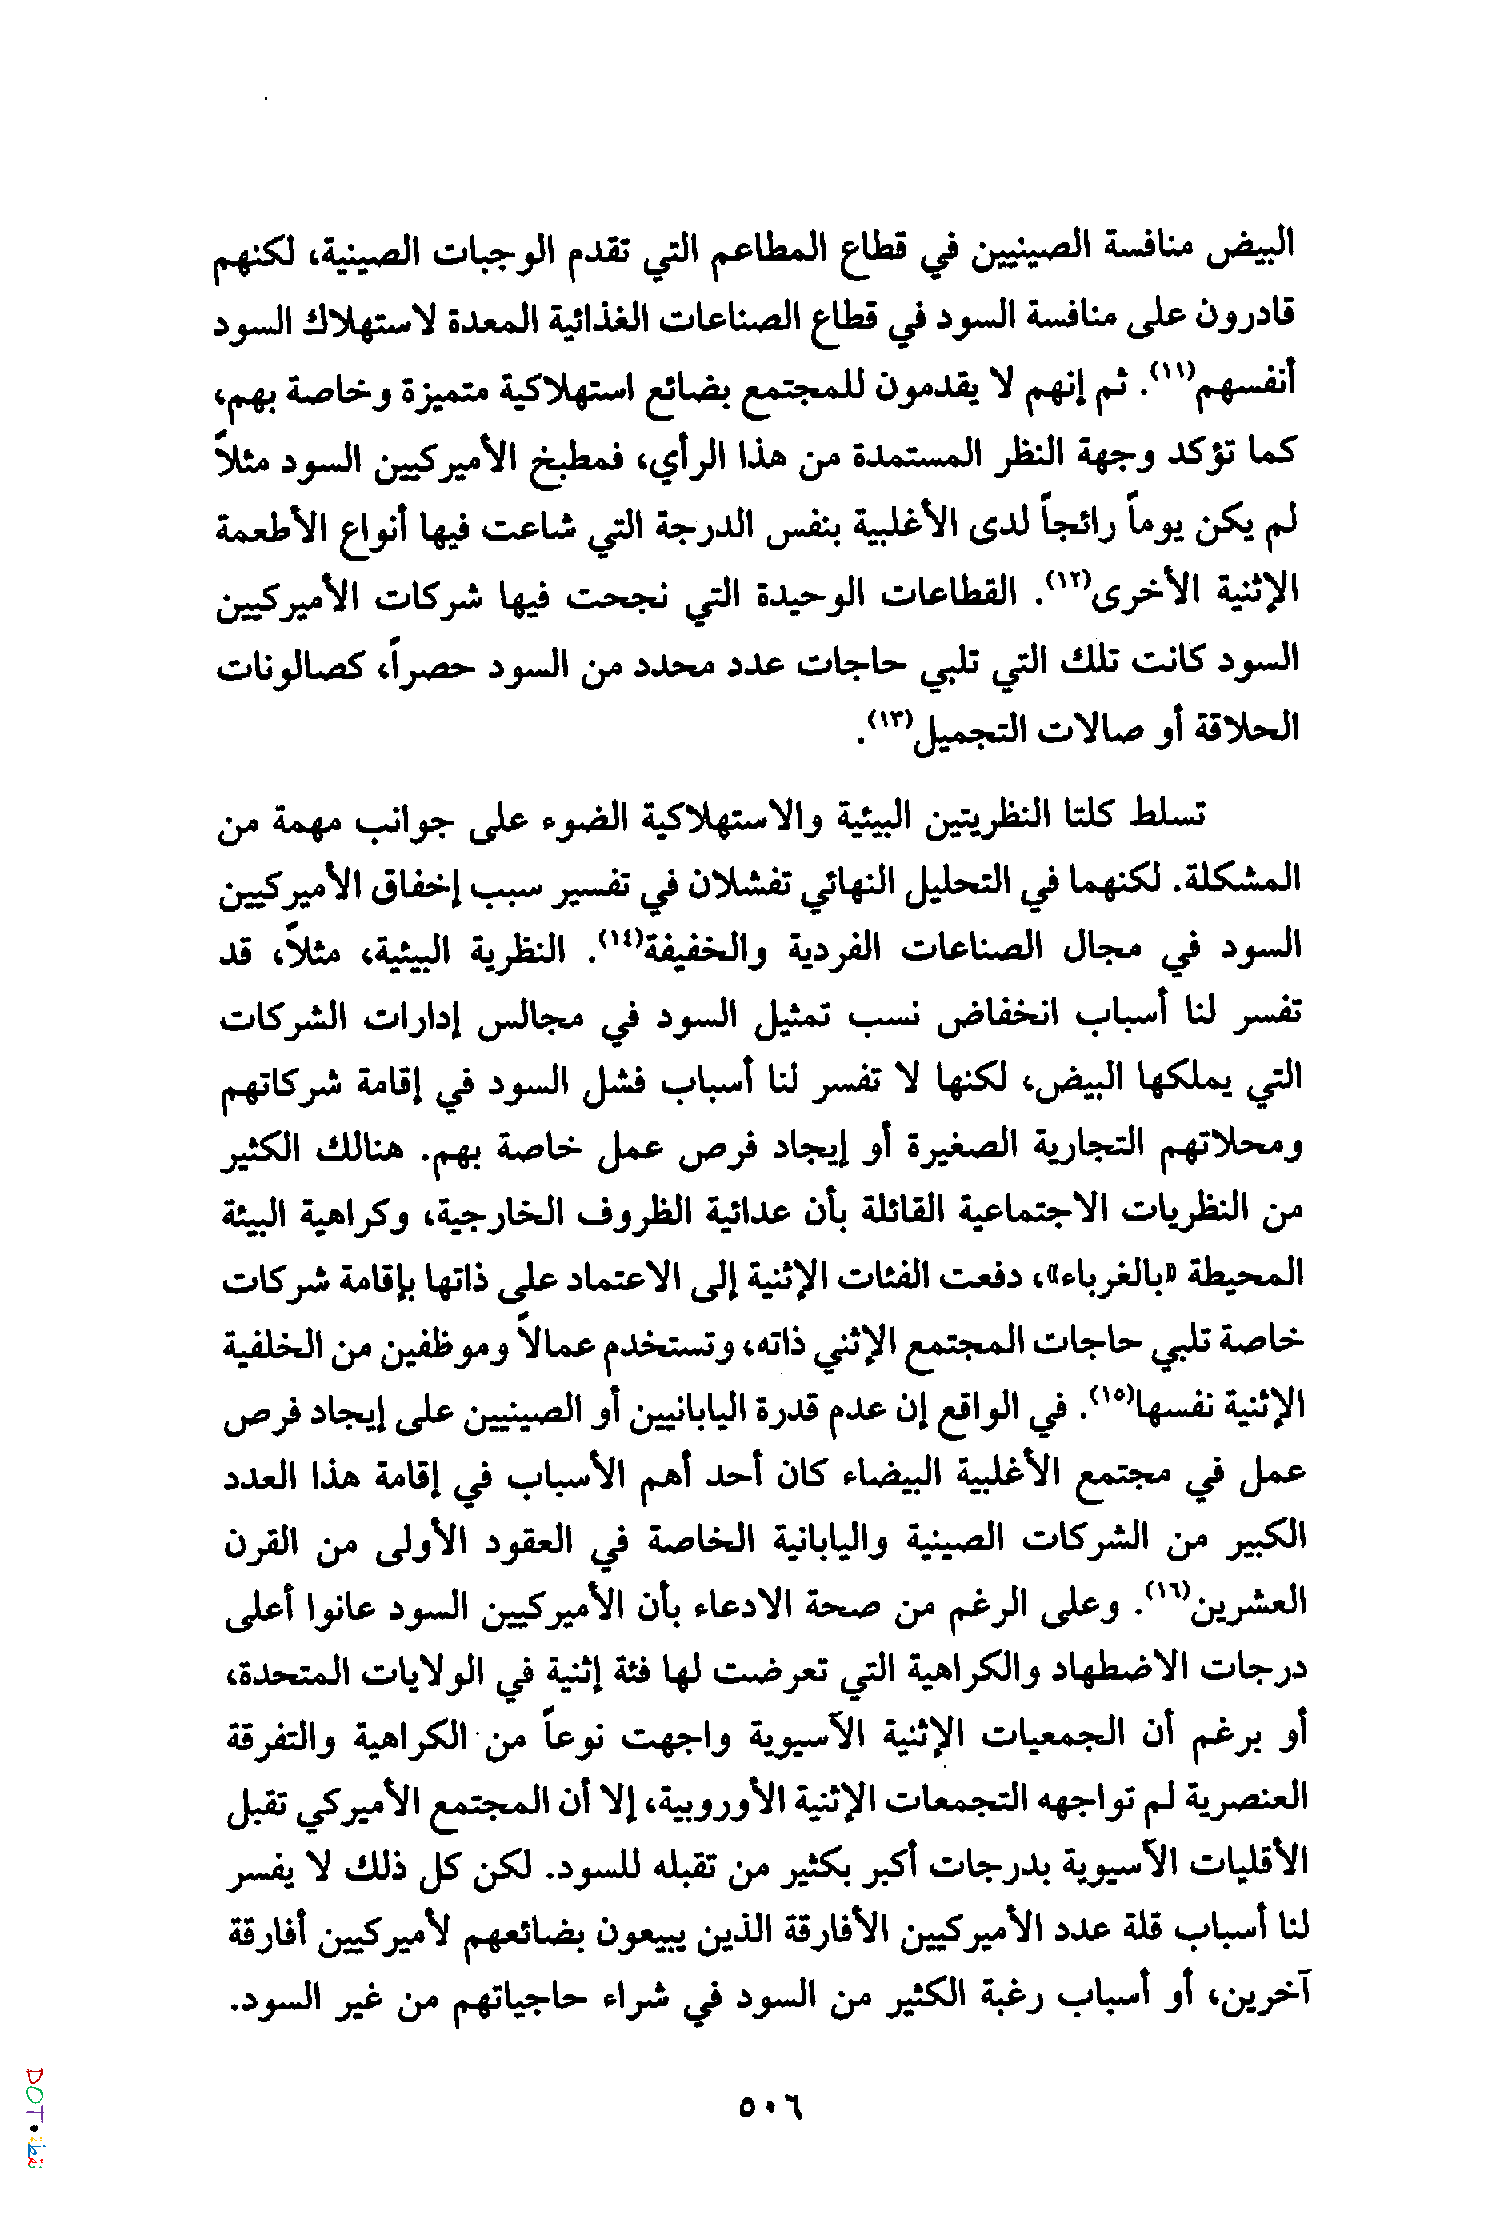 البيض منافسة الصينيين في قطاع المطاعم التي تقدم الوجبات الصينية، لكنهم
قادرون على منافسة السود في قطاع الصناعات الغذائية المعدة لاستهلاك السود
أنفسهم(١١). ثم إنهم لا يقدمون للمجتمع بضائع استهلاكية متميزة وخاصة بهم،
كما تؤكد وجهة النظر المستمدة من هذا الرأي، فمطبخ الأميركيين السود مثلاً
لم يكن يوماً رائجاً لدى الأغلبية بنفس الدرجة التي شاعت فيها أنواع الأطعمة
الإثنية الأخرى(١٢). القطاعات الوحيدة التي نجحت فيها شركات الأميركيين
السود كانت تلك التي تلبي حاجات عدد محدد من السود حصراً، كصالونات
الحلاقة أو صالات التجميل(١٣).
تسلط كلتا النظريتين البيئية والاستهلاكية الضوء على جوانب مهمة من
المشكلة. لكنهما في التحليل النهائي تفشلان في تفسير سبب إخفاق الأميركيين
السود في مجال الصناعات الفردية والخفيفة(١٤). النظرية البيئية، مثلاً، قد
تفسر لنا أسباب انخفاض نسب تمثيل السود في مجالس إدارات الشركات
التي يملكها البيض، لكنها لا تفسر لنا أسباب فشل السود في إقامة شركاتهم
ومحلاتهم التجارية الصغيرة أو إيجاد فرص عمل خاصة بهم. هنالك الكثير
من النظريات الاجتماعية القائلة بأن عدائية الظروف الخارجية، وكراهية البيئة
المحيطة «بالغرباء»، دفعت الفئات الإثنية إلى الاعتماد على ذاتها بإقامة شركات
خاصة تلبي حاجات المجتمع الإثني ذاته، وتستخدم عمالاً وموظفين من الخلفية
الإثنية نفسها(١٥). في الواقع إن عدم قدرة اليابانيين أو الصينيين على إيجاد فرص
عمل في مجتمع الأغلبية البيضاء كان أحد أهم الأسباب في إقامة هذا العدد
الكبير من الشركات الصينية واليابانية الخاصة في العقود الأولى من القرن
العشرين(١٦). وعلى الرغم من صحة الادعاء بأن الأميركيين السود عانوا أعلى
درجات الاضطهاد والكراهية التي تعرضت لها فئة إثنية في الولايات المتحدة،
أو برغم أن الجمعيات الإثنية الآسيوية واجهت نوعاً من الكراهية والتفرقة
العنصرية لم تواجهه التجمعات الإثنية الأوروبية، إلا أن المجتمع الأميركي تقبل
الأقليات الآسيوية بدرجات أكبر بكثير من تقبله للسود. لكن كل ذلك لا يفسر
لنا أسباب قلة عدد الأميركيين الأفارقة الذين يبيعون بضائعهم لأميركيين أفارقة
آخرين، أو أسباب رغبة الكثير من السود في شراء حاجياتهم من غير السود.
٥٠٦
DOT•نقطة